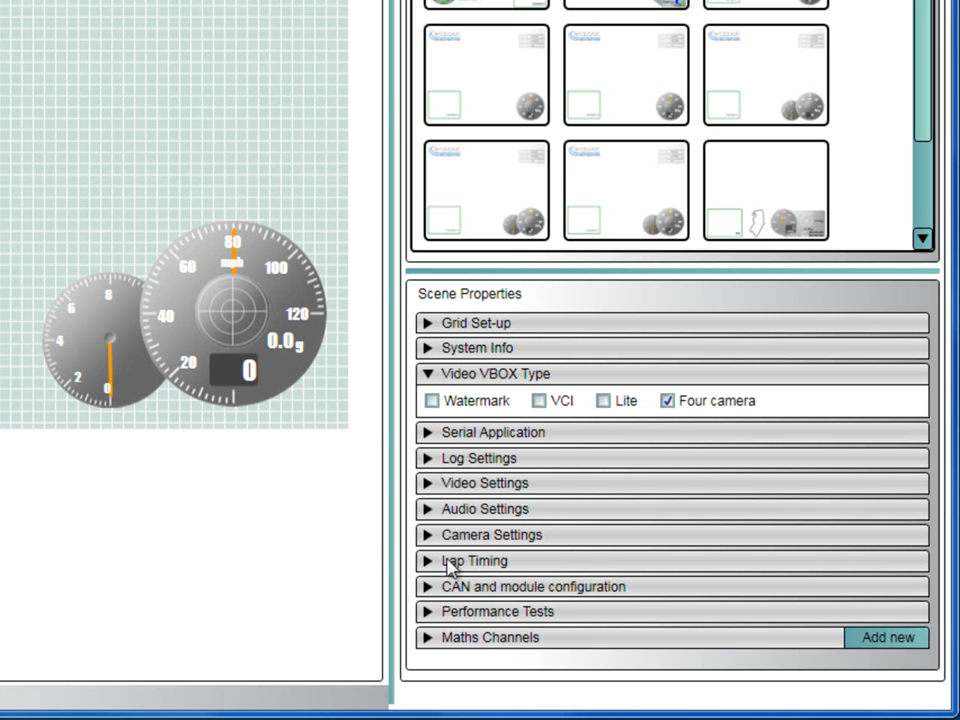 80
mph
60 100
8
6
40 120
4
0.0g
20
0
2
0
Scene Properties
Grid Set-up
System Info
Video VBOX Type
Watermark VCI Lite Four camera
Serial Application
Log Settings
Video Settings
Audio Settings
Camera Settings
Lap Timing
CAN and module configuration
Performance Tests
Maths Channels Add new